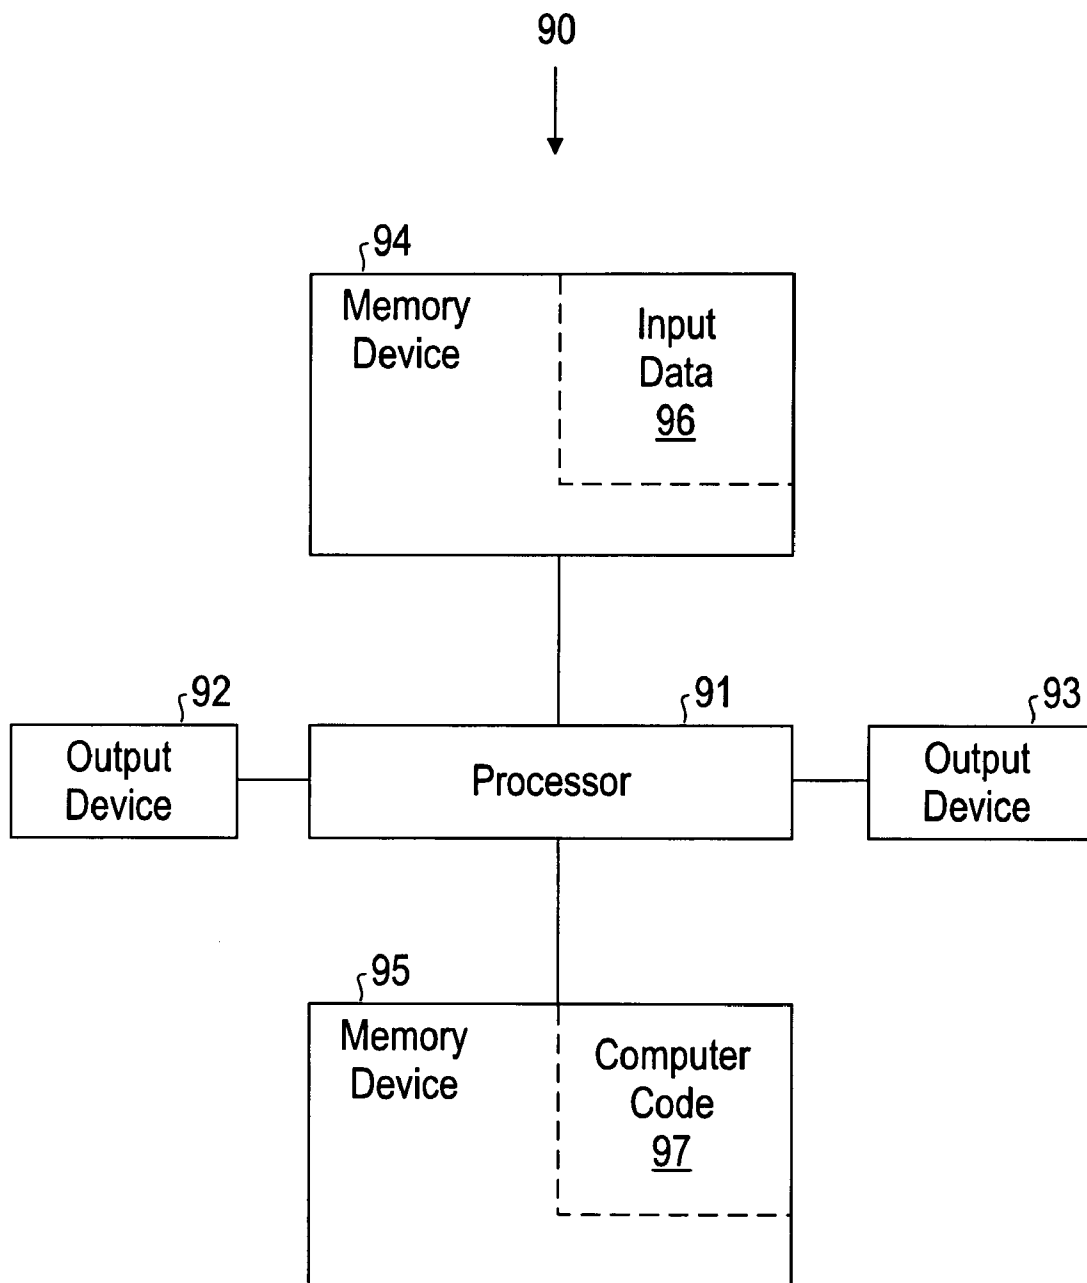 90
94
Memory
Device
Input
Data
96
92
Output
Device
91
Processor
93
Output
Device
95
Memory
Device
Computer
Code
97